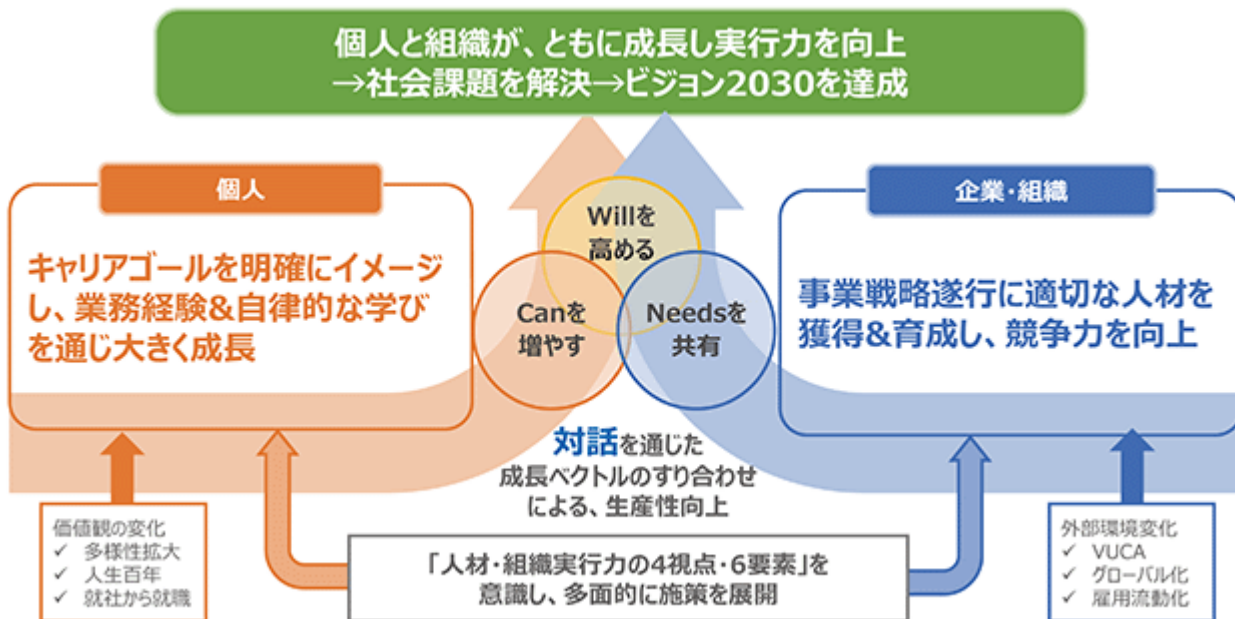 個人と組織が、ともに成長し実行力を向上
→社会課題を解決→ビジョン2030を達成
個人
キャリアゴールを明確にイメージ
し、業務経験&自律的な学び
を通じ大きく成長
Willを
高める
Canを
増やす
Needsを
共有
企業・組織
事業戦略遂行に適切な人材を
獲得&育成し、競争力を向上
対話を通じた
成長ベクトルのすり合わせ
による、生産性向上
価値観の変化
✓ 多様性拡大
✓ 人生百年
✓ 就社から就職
「人材・組織実行力の4視点・6要素」を
意識し、多面的に施策を展開
外部環境変化
✓ VUCA
✓ グローバル化
✓ 雇用流動化